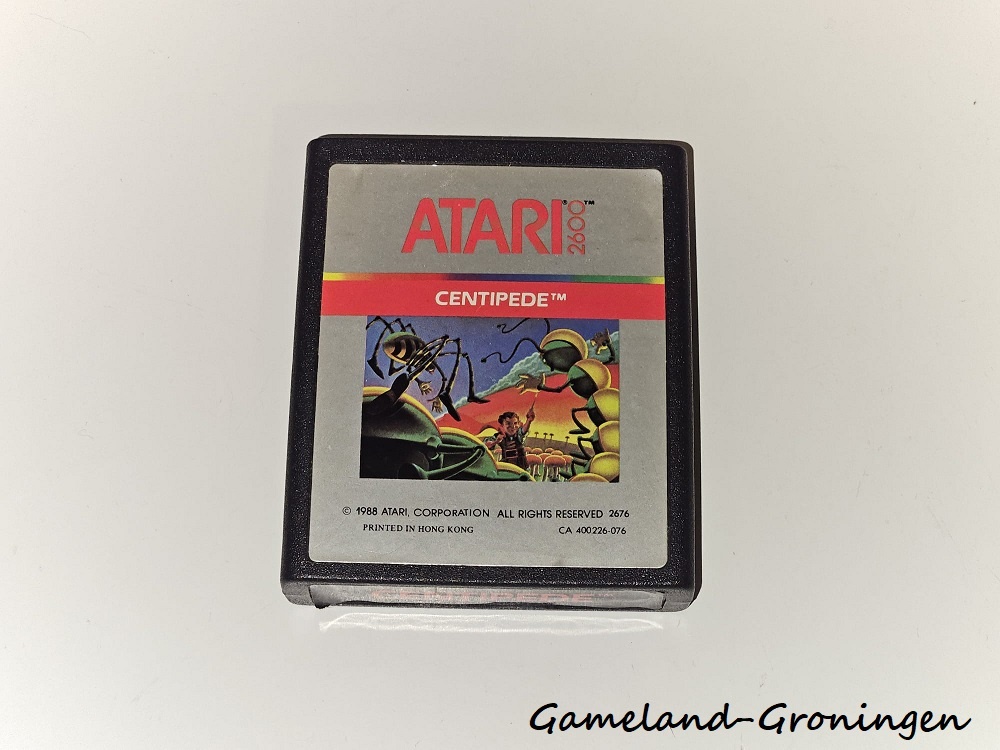 ATARI® 2600™
CENTIPEDE™
© 1988 ATARI, CORPORATION ALL RIGHTS RESERVED 2676
PRINTED IN HONG KONG CA 400226-076
CENTIPEDE
Gameland-Groningen